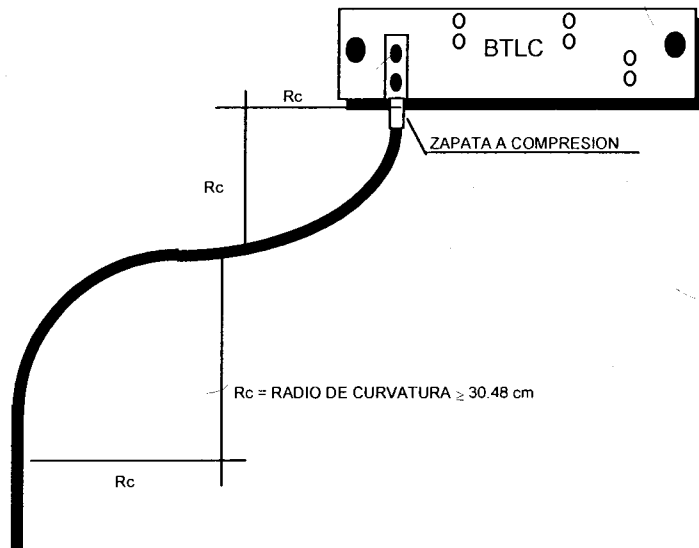 BTLC
Rc
ZAPATA A COMPRESION
Rc
Rc = RADIO DE CURVATURA ≥ 30.48 cm
Rc